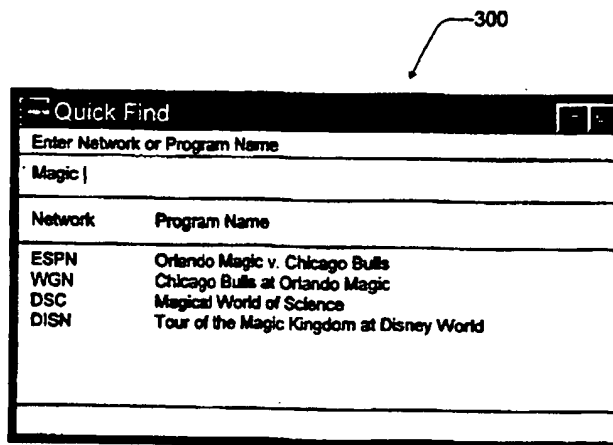 300
Quick Find
Enter Network or Program Name
Magic
Network Program Name
ESPN Orlando Magic v. Chicago Bulls
WGN Chicago Bulls at Orlando Magic
DSC Magical World of Science
DISN Tour of the Magic Kingdom at Disney World